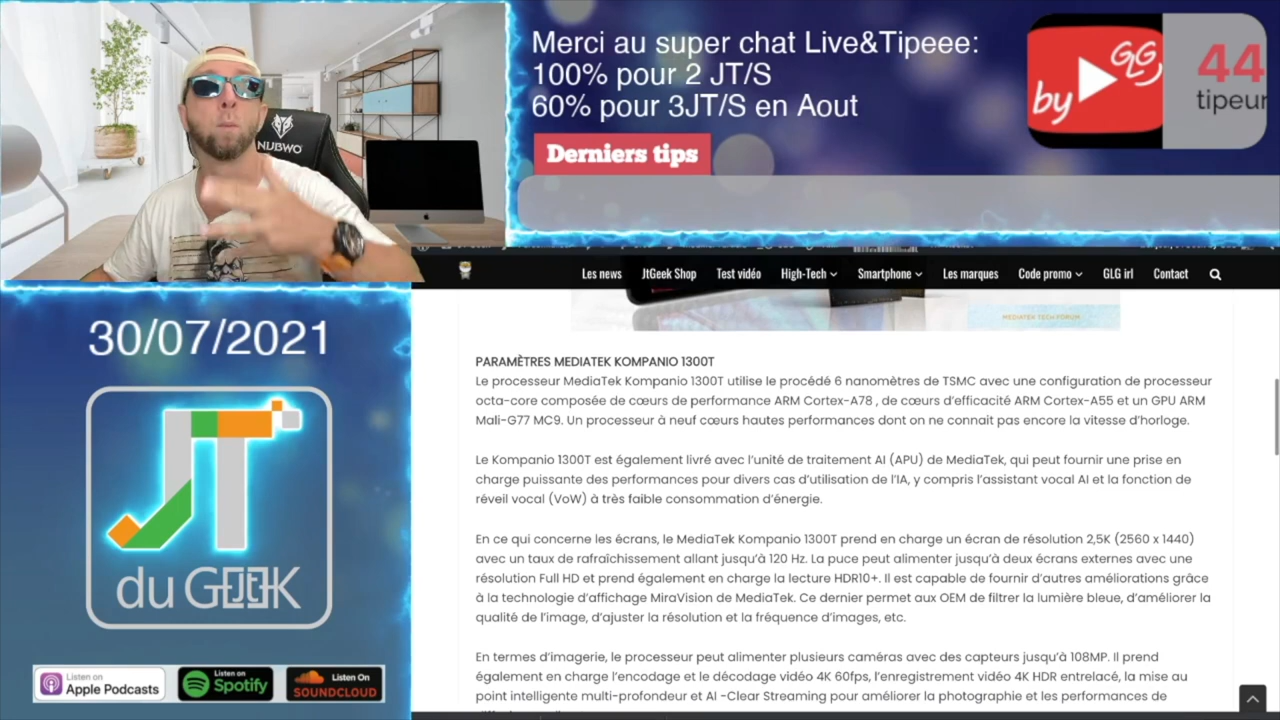 NUBWO
Merci au super chat Live&Tipeee:
100% pour 2 JT/S
60% pour 3JT/S en Aout
Derniers tips
by GLG
44
tipeur
30/07/2021
JT
du GEEK
Listen on
Apple Podcasts
Listen on
Spotify
Listen On
SOUNDCLOUD
Les news JtGeek Shop Test vidéo High-Tech Smartphone Les marques Code promo GLG irl Contact
MEDIATEK TECH FORUM
PARAMÈTRES MEDIATEK KOMPANIO 1300T
Le processeur MediaTek Kompanio 1300T utilise le procédé 6 nanomètres de TSMC avec une configuration de processeur
octa-core composée de cœurs de performance ARM Cortex-A78 , de cœurs d’efficacité ARM Cortex-A55 et un GPU ARM
Mali-G77 MC9. Un processeur à neuf cœurs hautes performances dont on ne connait pas encore la vitesse d’horloge.
Le Kompanio 1300T est également livré avec l’unité de traitement AI (APU) de MediaTek, qui peut fournir une prise en
charge puissante des performances pour divers cas d’utilisation de l’IA, y compris l’assistant vocal AI et la fonction de
réveil vocal (VoW) à très faible consommation d’énergie.
En ce qui concerne les écrans, le MediaTek Kompanio 1300T prend en charge un écran de résolution 2,5K (2560 x 1440)
avec un taux de rafraîchissement allant jusqu’à 120 Hz. La puce peut alimenter jusqu’à deux écrans externes avec une
résolution Full HD et prend également en charge la lecture HDR10+. Il est capable de fournir d’autres améliorations grâce
à la technologie d’affichage MiraVision de MediaTek. Ce dernier permet aux OEM de filtrer la lumière bleue, d’améliorer la
qualité de l’image, d’ajuster la résolution et la fréquence d’images, etc.
En termes d’imagerie, le processeur peut alimenter plusieurs caméras avec des capteurs jusqu’à 108MP. Il prend
également en charge l’encodage et le décodage vidéo 4K 60fps, l’enregistrement vidéo 4K HDR entrelacé, la mise au
point intelligente multi-profondeur et AI -Clear Streaming pour améliorer la photographie et les performances de